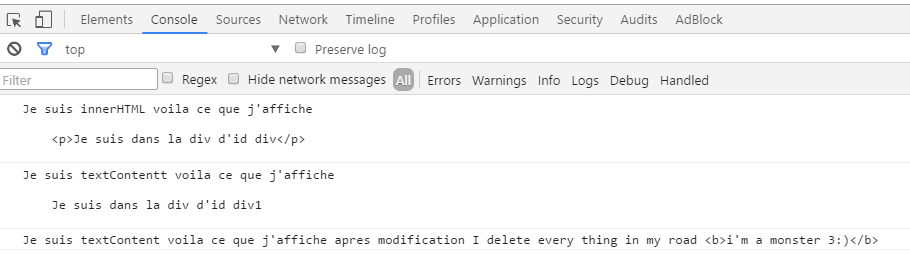 Elements Console Sources Network Timeline Profiles Application Security Audits AdBlock
top ▼ Preserve log
Filter Regex Hide network messages All Errors Warnings Info Logs Debug Handled
Je suis innerHTML voila ce que j'affiche
<p>Je suis dans la div d'id div</p>
Je suis textContentt voila ce que j'affiche
Je suis dans la div d'id div1
Je suis textContent voila ce que j'affiche apres modification I delete every thing in my road <b>i'm a monster 3:)</b>